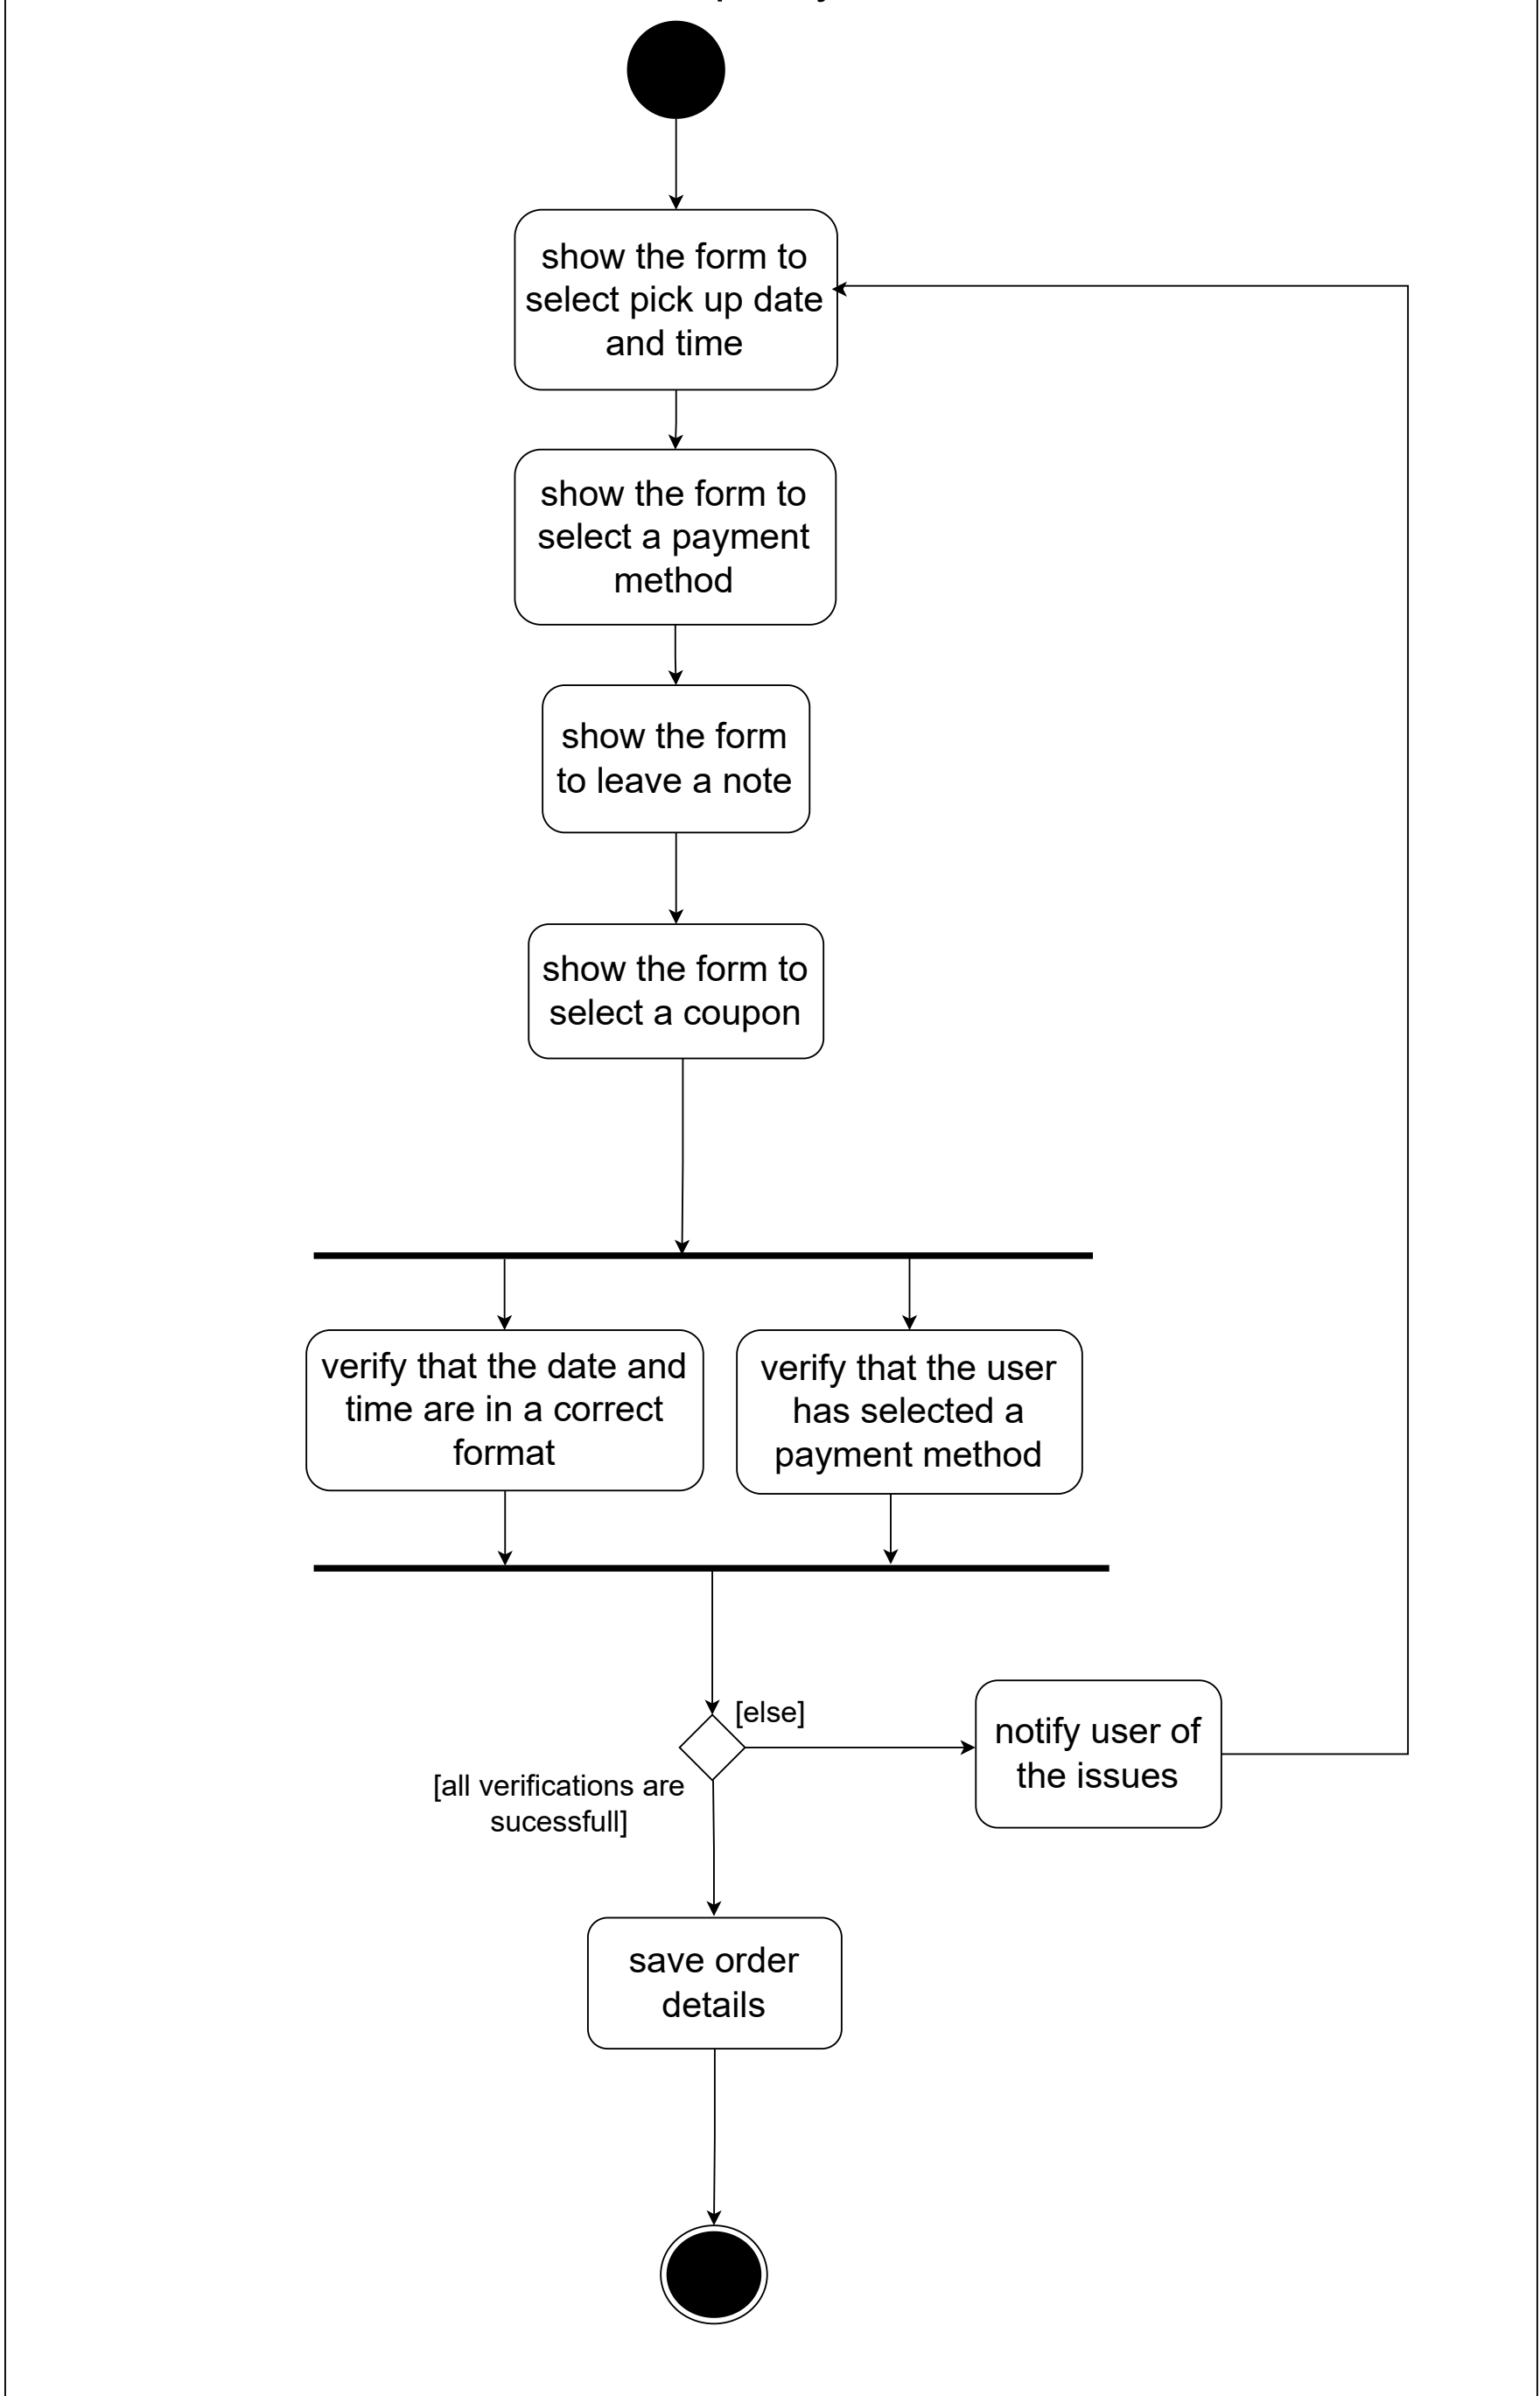 show the form to
select pick up date
and time
show the form to
select a payment
method
show the form
to leave a note
show the form to
select a coupon
verify that the date and
time are in a correct
format
verify that the user
has selected a
payment method
[else]
notify user of
the issues
[all verifications are
sucessfull]
save order
details